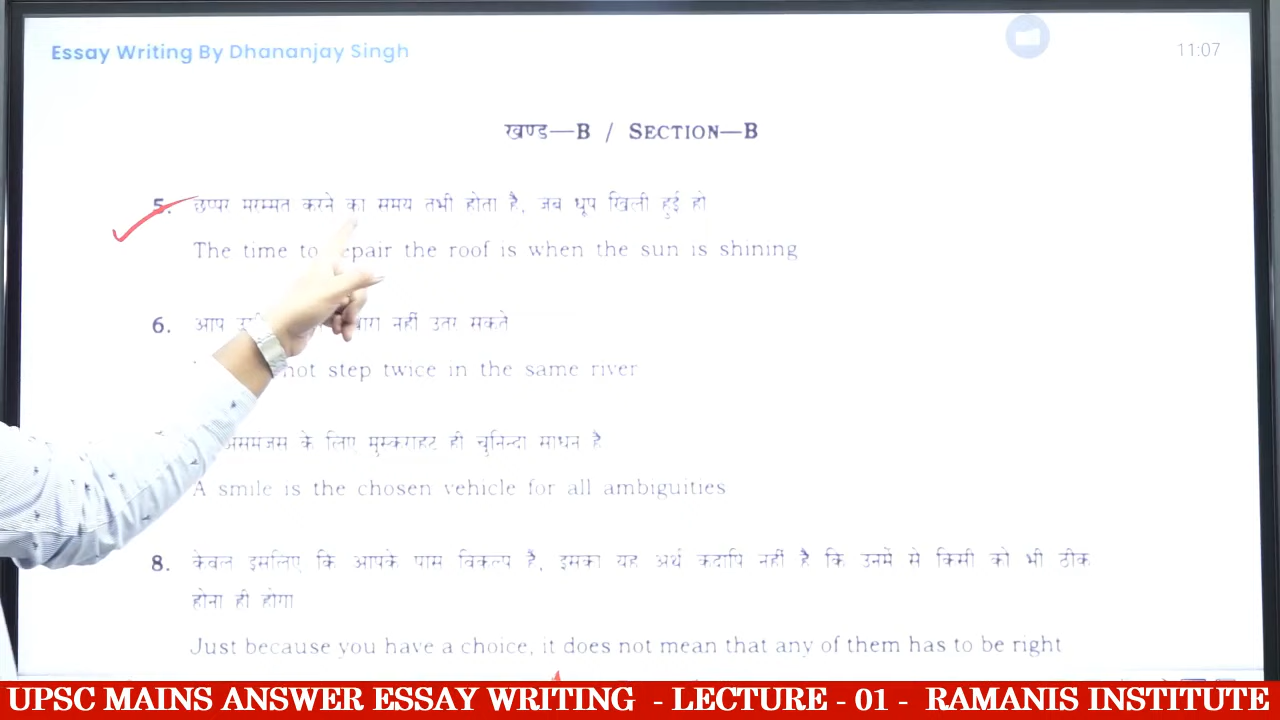 Essay Writing By Dhananjay Singh
11:07
खण्ड—B / SECTION—B
5. छप्पर मरम्मत करने का समय तभी होता है, जब धूप खिली हुई हो
The time to repair the roof is when the sun is shining
6. आप नहीं उतर सकते
step twice in the same river
असमंजस के लिए मुस्कराहट ही चुनिन्दा साधन है
A smile is the chosen vehicle for all ambiguities
8. केवल इसलिए कि आपके पास विकल्प है, इसका यह अर्थ कदापि नहीं है कि उनमें से किसी को भी ठीक
होना ही होगा
Just because you have a choice, it does not mean that any of them has to be right
UPSC MAINS ANSWER ESSAY WRITING - LECTURE - 01 - RAMANIS INSTITUTE